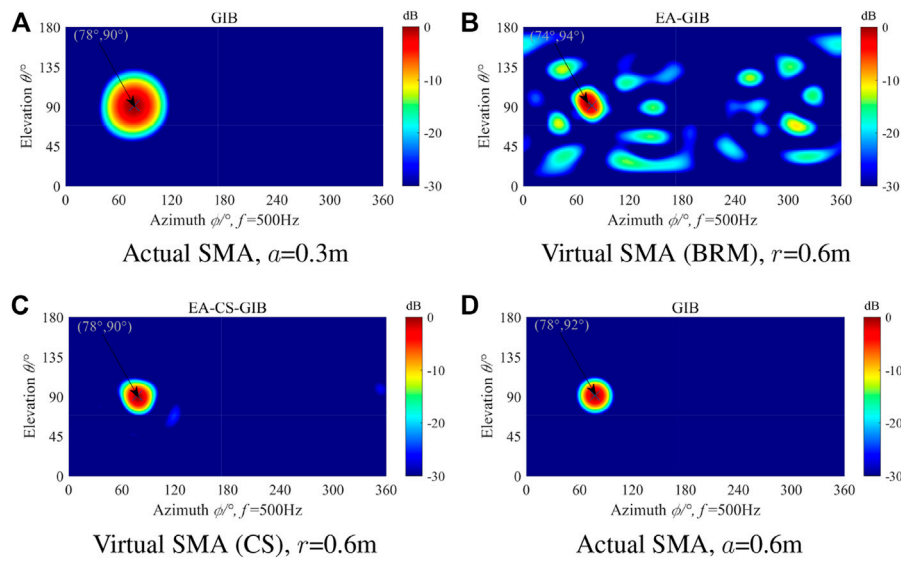 A
GIB
dB
(78°,90°)
180
135
90
45
0
Elevation θ/°
0
-10
-20
-30
0 60 120 180 240 300 360
Azimuth ϕ/°, f=500Hz
Actual SMA, a=0.3m
B
EA-GIB
dB
(74°,94°)
180
135
90
45
0
Elevation θ/°
0
-10
-20
-30
0 60 120 180 240 300 360
Azimuth ϕ/°, f=500Hz
Virtual SMA (BRM), r=0.6m
C
EA-CS-GIB
dB
(78°,90°)
180
135
90
45
0
Elevation θ/°
0
-10
-20
-30
0 60 120 180 240 300 360
Azimuth ϕ/°, f=500Hz
Virtual SMA (CS), r=0.6m
D
GIB
dB
(78°,92°)
180
135
90
45
0
Elevation θ/°
0
-10
-20
-30
0 60 120 180 240 300 360
Azimuth ϕ/°, f=500Hz
Actual SMA, a=0.6m